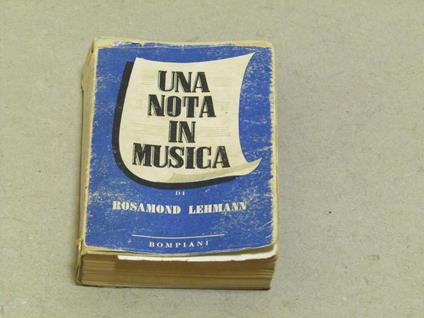 UNA
NOTA
IN
MUSICA
DI
ROSAMOND LEHMANN
BOMPIANI